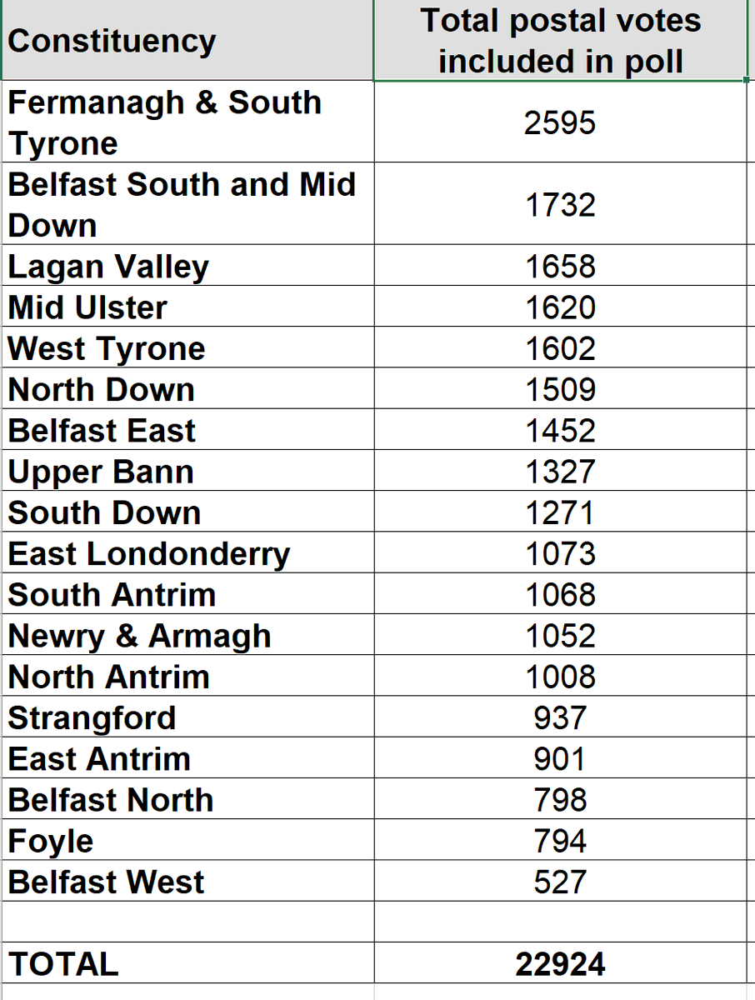 Constituency
Total postal votes
included in poll
Fermanagh & South
Tyrone
2595
Belfast South and Mid
Down
1732
Lagan Valley 1658
Mid Ulster 1620
West Tyrone 1602
North Down 1509
Belfast East 1452
Upper Bann 1327
South Down 1271
East Londonderry 1073
South Antrim 1068
Newry & Armagh 1052
North Antrim 1008
Strangford 937
East Antrim 901
Belfast North 798
Foyle 794
Belfast West 527
TOTAL 22924